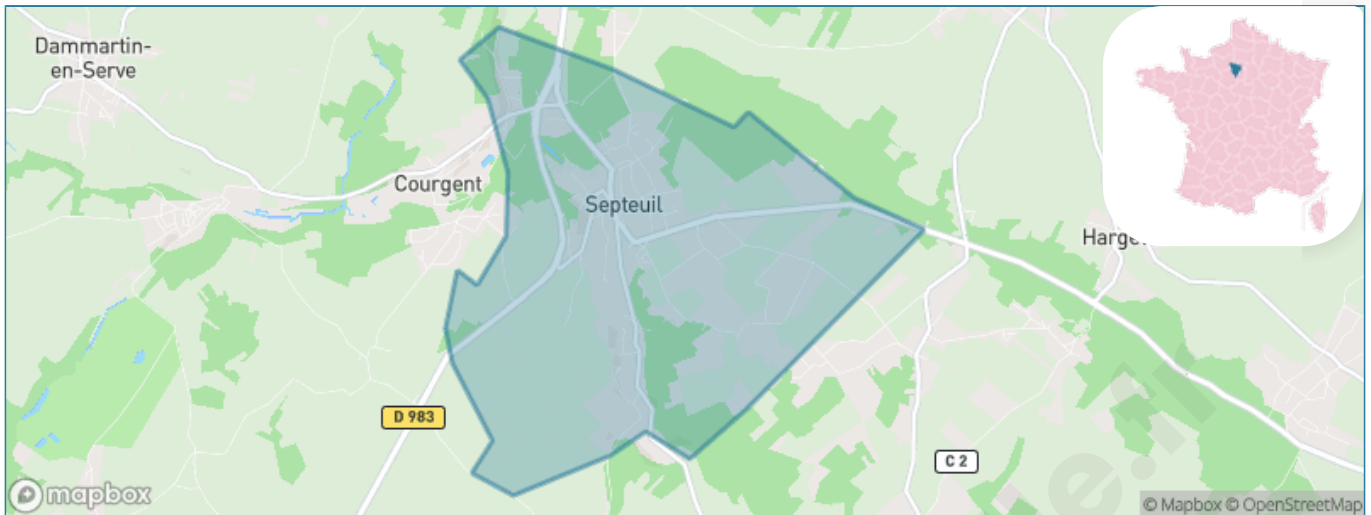 Dammartin-
en-Serve
Courgent
Septeuil
D 983
C 2
mapbox
© Mapbox © OpenStreetMap